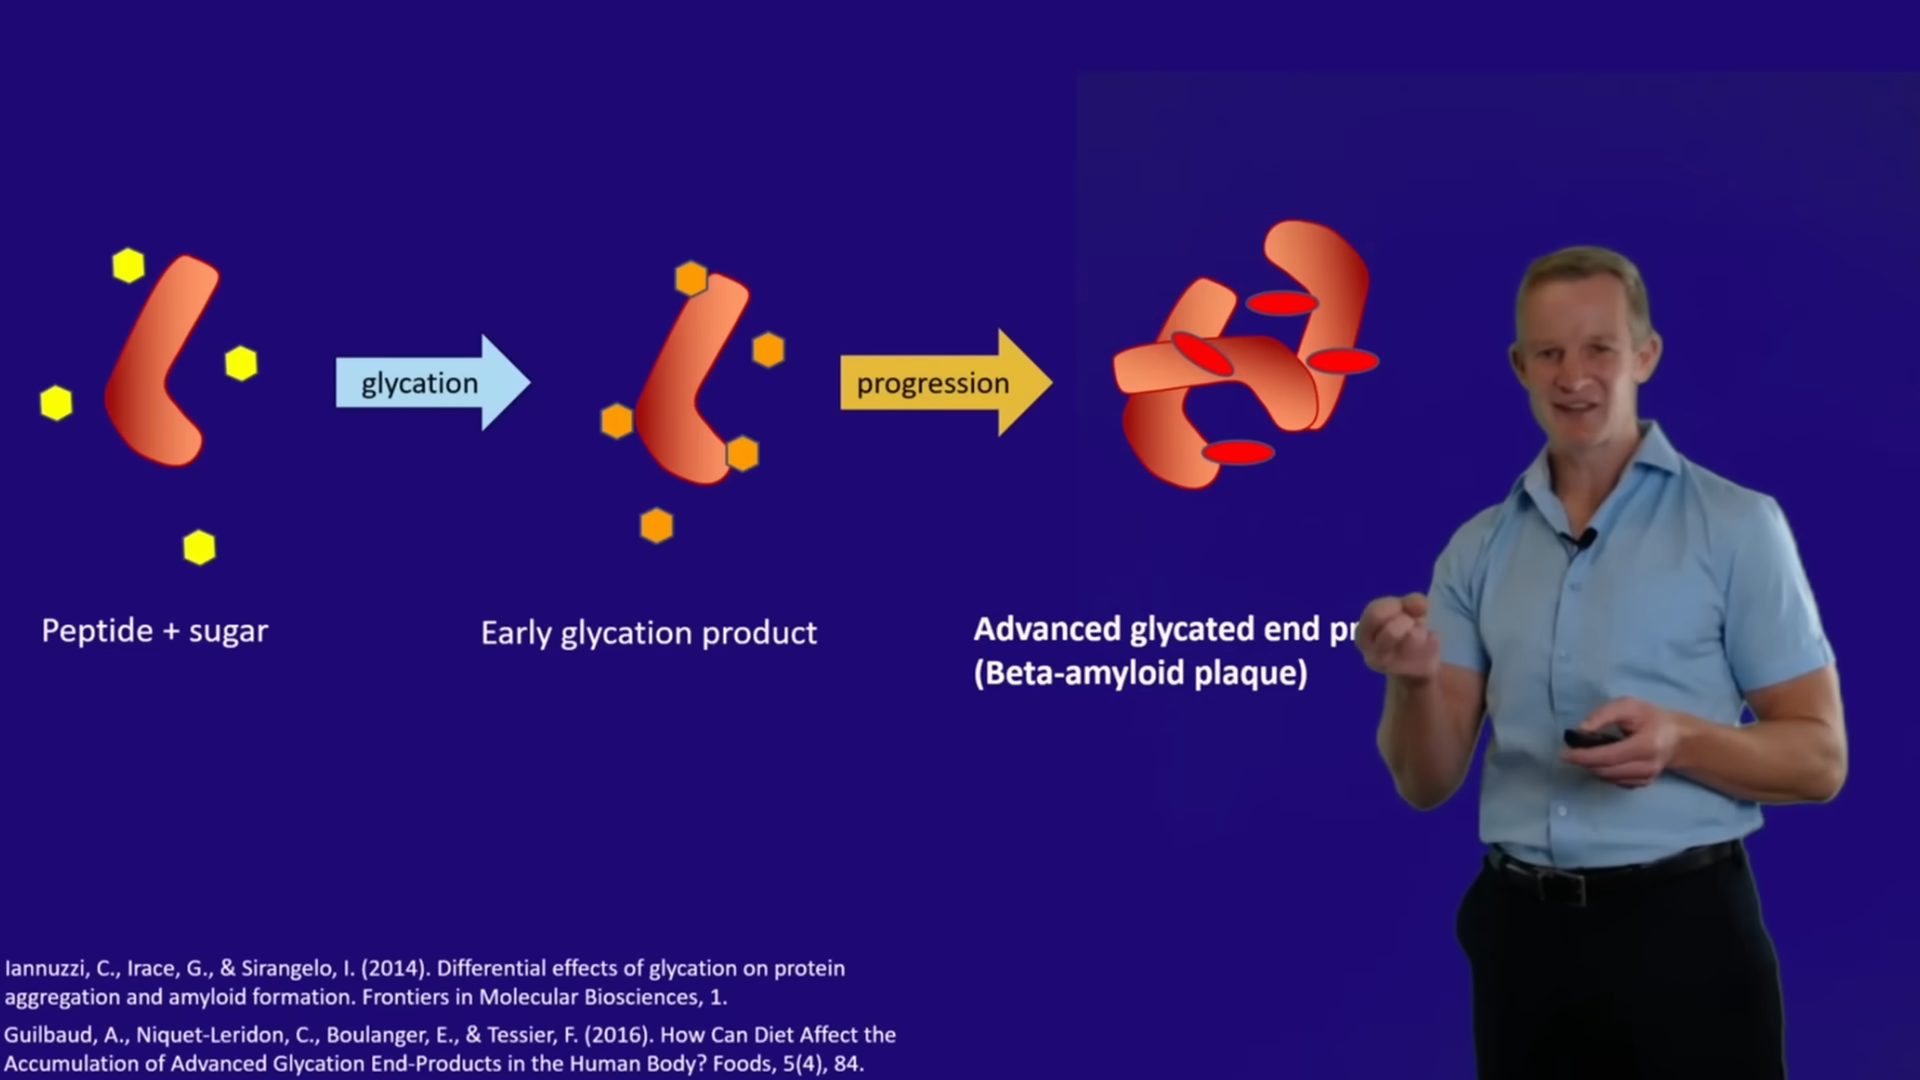 glycation
progression
Peptide + sugar
Early glycation product
Advanced glycated end
(Beta-amyloid plaque)
Iannuzzi, C., Irace, G., & Sirangelo, I. (2014). Differential effects of glycation on protein
aggregation and amyloid formation. Frontiers in Molecular Biosciences, 1.
Guilbaud, A., Niquet-Leridon, C., Boulanger, E., & Tessier, F. (2016). How Can Diet Affect the
Accumulation of Advanced Glycation End-Products in the Human Body? Foods, 5(4), 84.